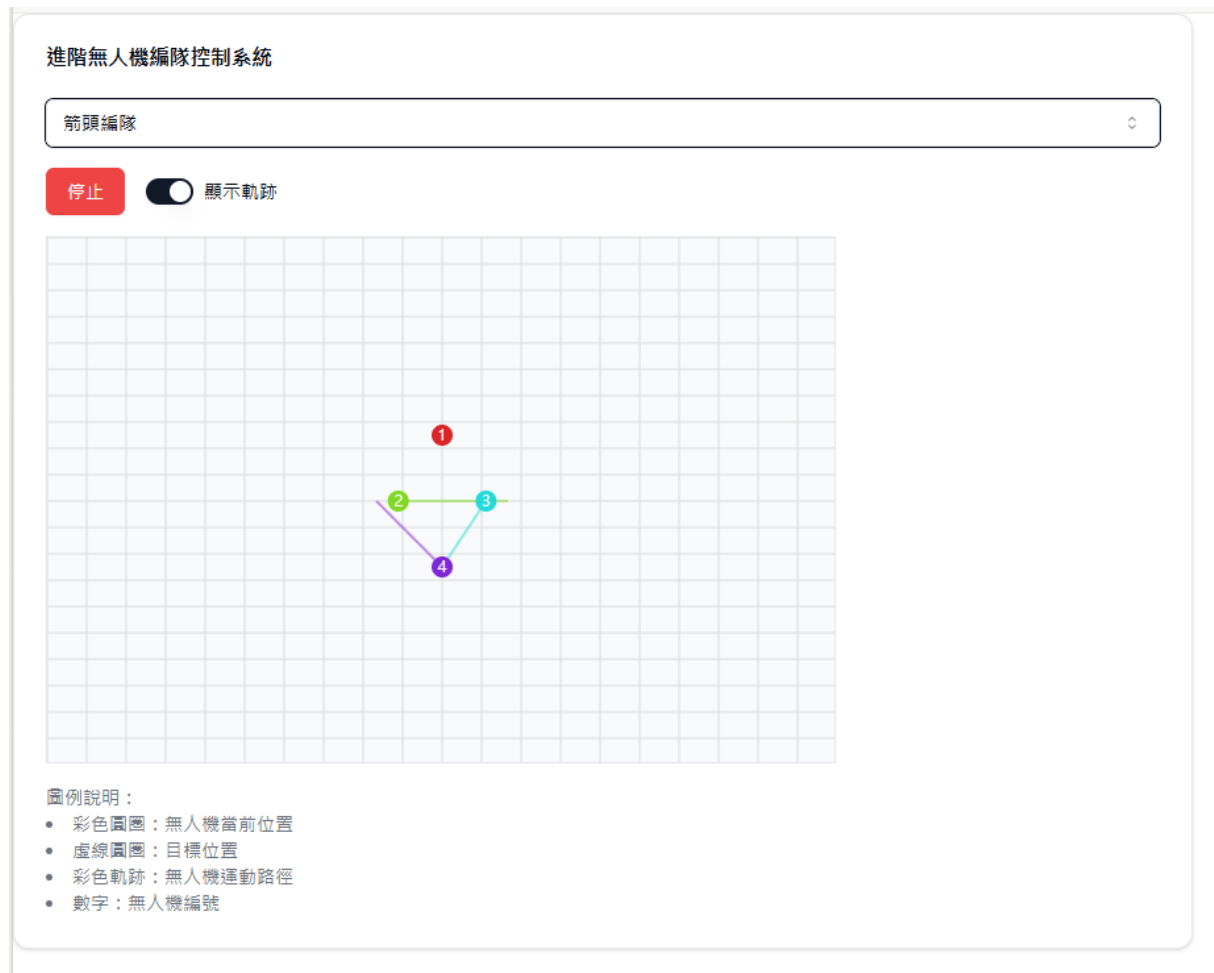 進階無人機編隊控制系統
箭頭編隊
停止
顯示軌跡
1
2
3
4
圖例說明：
• 彩色圓圈：無人機當前位置
• 虛線圓圈：目標位置
• 彩色軌跡：無人機運動路徑
• 數字：無人機編號